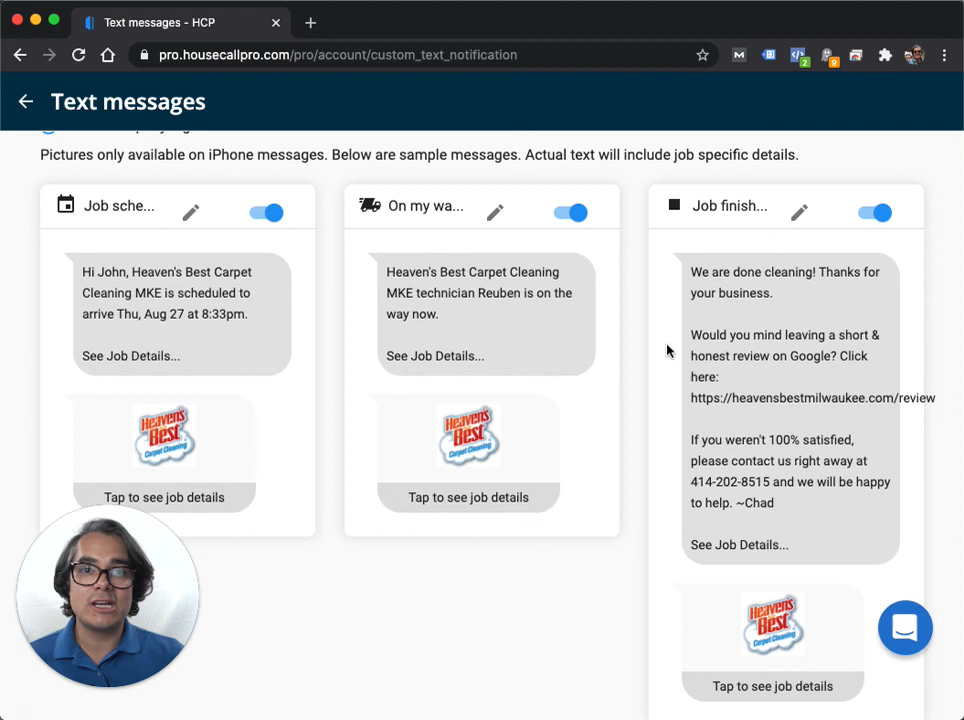 Text messages - HCP
pro.housecallpro.com/pro/account/custom_text_notification
2
9
Text messages
Pictures only available on iPhone messages. Below are sample messages. Actual text will include job specific details.
Job sche...
Hi John, Heaven's Best Carpet
Cleaning MKE is scheduled to
arrive Thu, Aug 27 at 8:33pm.
See Job Details...
Heaven's
Best
Carpet Cleaning
Tap to see job details
On my wa...
Heaven's Best Carpet Cleaning
MKE technician Reuben is on the
way now.
See Job Details...
Heaven's
Best
Carpet Cleaning
Tap to see job details
Job finish...
We are done cleaning! Thanks for
your business.
Would you mind leaving a short &
honest review on Google? Click
here:
https://heavensbestmilwaukee.com/review
If you weren't 100% satisfied,
please contact us right away at
414-202-8515 and we will be happy
to help. ~Chad
See Job Details...
Heaven's
Best
Carpet Cleaning
Tap to see job details